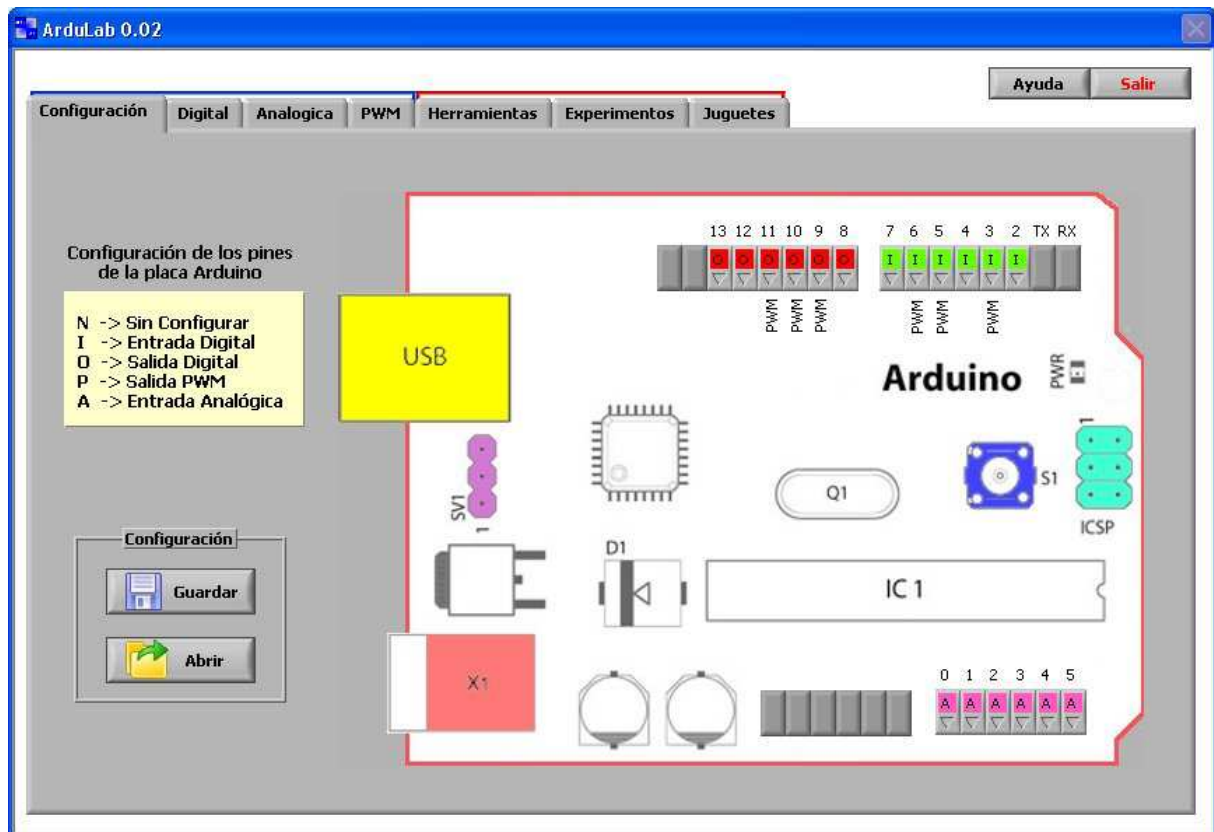 ArduLab 0.02
Ayuda Salir
Configuración Digital Analogica PWM Herramientas Experimentos Juguetes
Configuración de los pines
de la placa Arduino
N -> Sin Configurar
I -> Entrada Digital
O -> Salida Digital
P -> Salida PWM
A -> Entrada Analógica
Configuración
Guardar
Abrir
13 12 11 10 9 8 7 6 5 4 3 2 TX RX
O O O O O O I I I I I I
PWM PWM PWM PWM PWM PWM
USB
Arduino
PWR
1
SV1
1
Q1
S1
ICSP
D1
IC 1
X1
0 1 2 3 4 5
A A A A A A